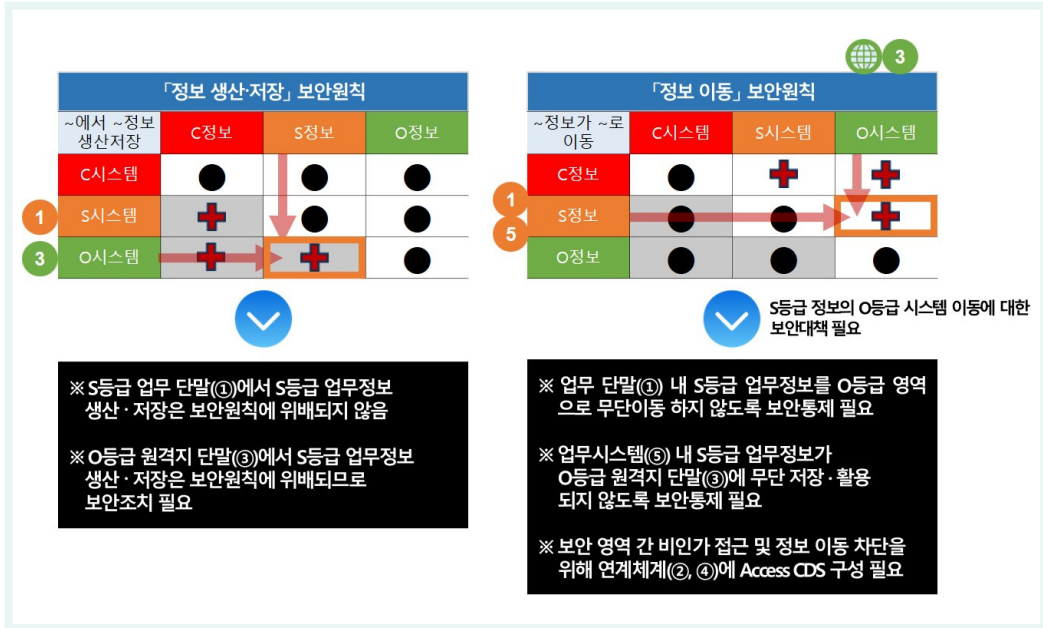 3
「정보 생산·저장」 보안원칙
~에서 ~정보 생산저장
C정보
S정보
O정보
C시스템
1
S시스템
3
O시스템
※ S등급 업무 단말(①)에서 S등급 업무정보
생산 · 저장은 보안원칙에 위배되지 않음
※ O등급 원격지 단말(③)에서 S등급 업무정보
생산 · 저장은 보안원칙에 위배되므로
보안조치 필요
「정보 이동」 보안원칙
~정보가 ~로
이동
C시스템
S시스템
O시스템
C정보
1
S정보
5
O정보
S등급 정보의 O등급 시스템 이동에 대한
보안대책 필요
※ 업무 단말(①) 내 S등급 업무정보를 O등급 영역
으로 무단이동 하지 않도록 보안통제 필요
※ 업무시스템(⑤) 내 S등급 업무정보가
O등급 원격지 단말(③)에 무단 저장 · 활용
되지 않도록 보안통제 필요
※ 보안 영역 간 비인가 접근 및 정보 이동 차단을
위해 연계체계(②, ④)에 Access CDS 구성 필요